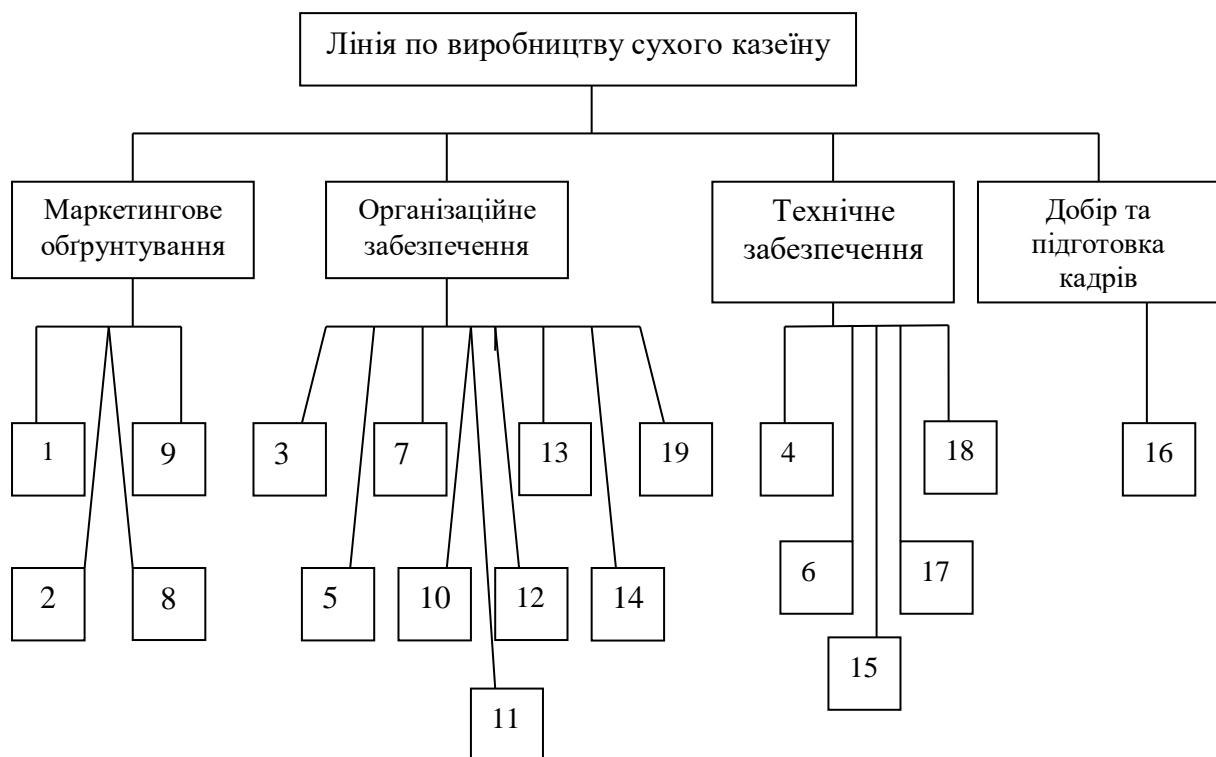 Лінія по виробництву сухого казеїну
Маркетингове
обґрунтування
Організаційне
забезпечення
Технічне
забезпечення
Добір та
підготовка
кадрів
1
9
3
7
13
19
4
18
16
2
8
5
10
12
14
6
17
15
11